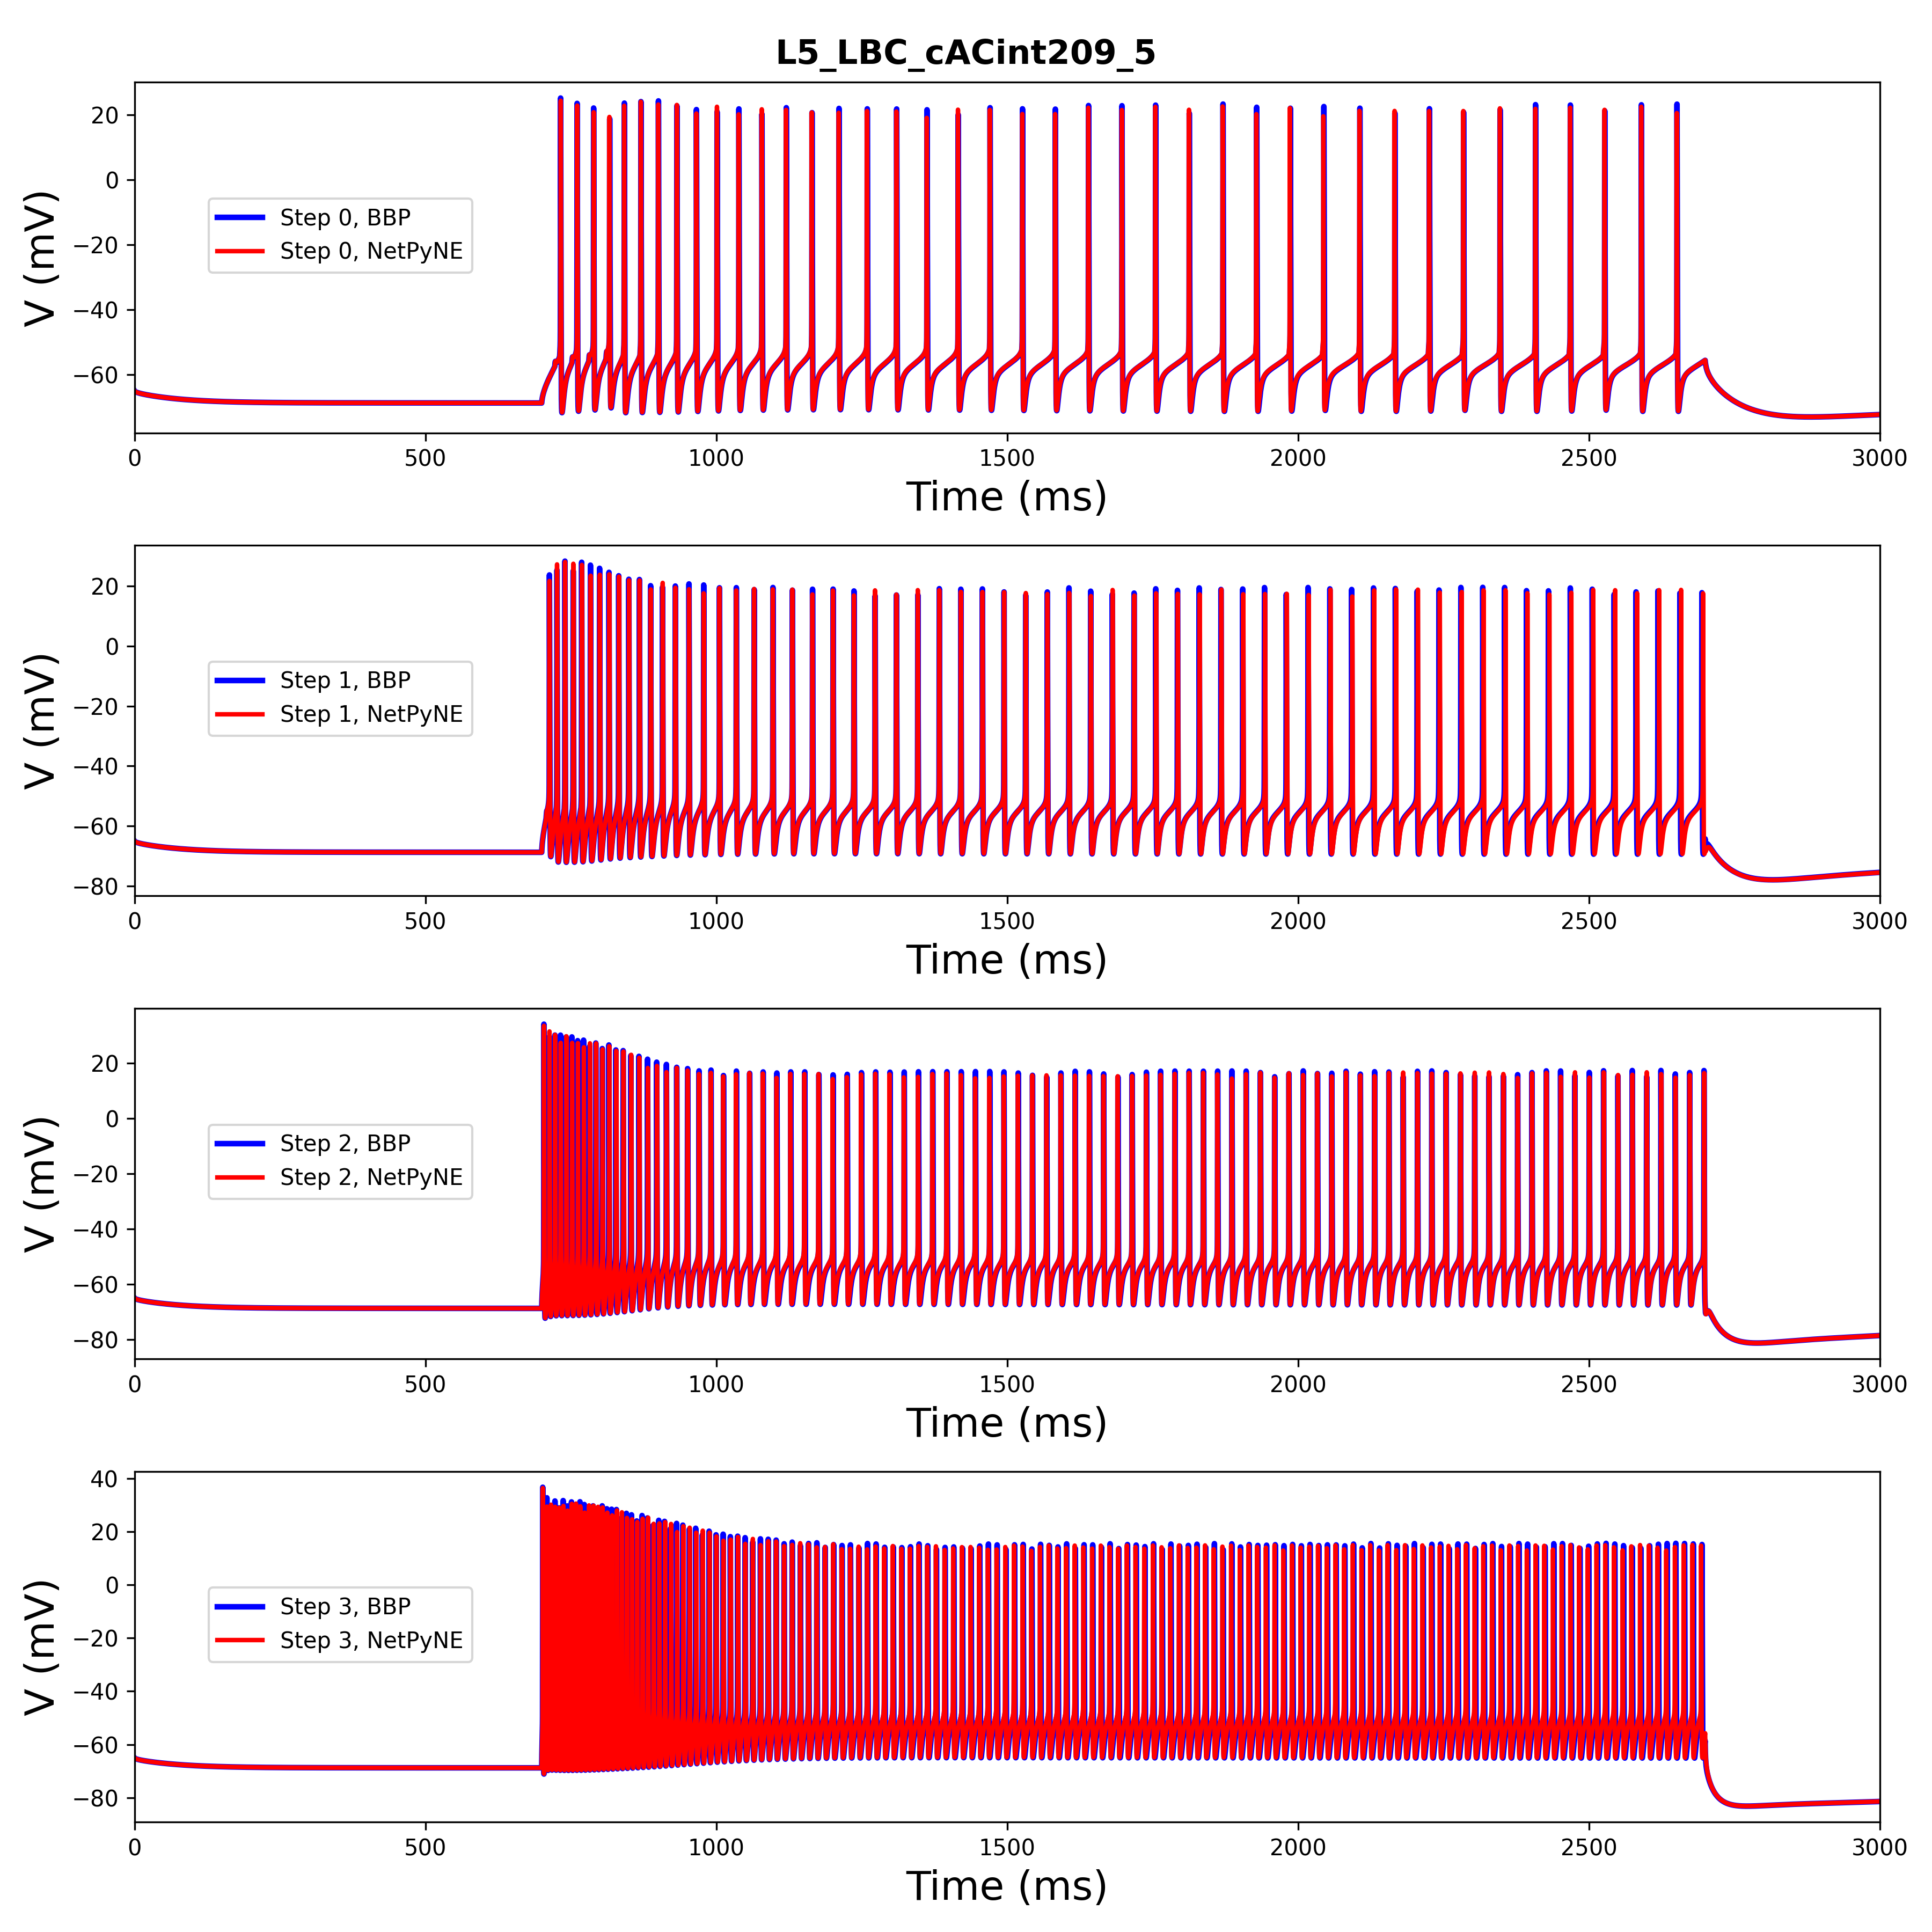 L5_LBC_cACint209_5
20
0
−20
−40
−60
V (mV)
Step 0, BBP
Step 0, NetPyNE
0 500 1000 1500 2000 2500 3000
Time (ms)
20
0
−20
−40
−60
−80
V (mV)
Step 1, BBP
Step 1, NetPyNE
0 500 1000 1500 2000 2500 3000
Time (ms)
20
0
−20
−40
−60
−80
V (mV)
Step 2, BBP
Step 2, NetPyNE
0 500 1000 1500 2000 2500 3000
Time (ms)
40
20
0
−20
−40
−60
−80
V (mV)
Step 3, BBP
Step 3, NetPyNE
0 500 1000 1500 2000 2500 3000
Time (ms)